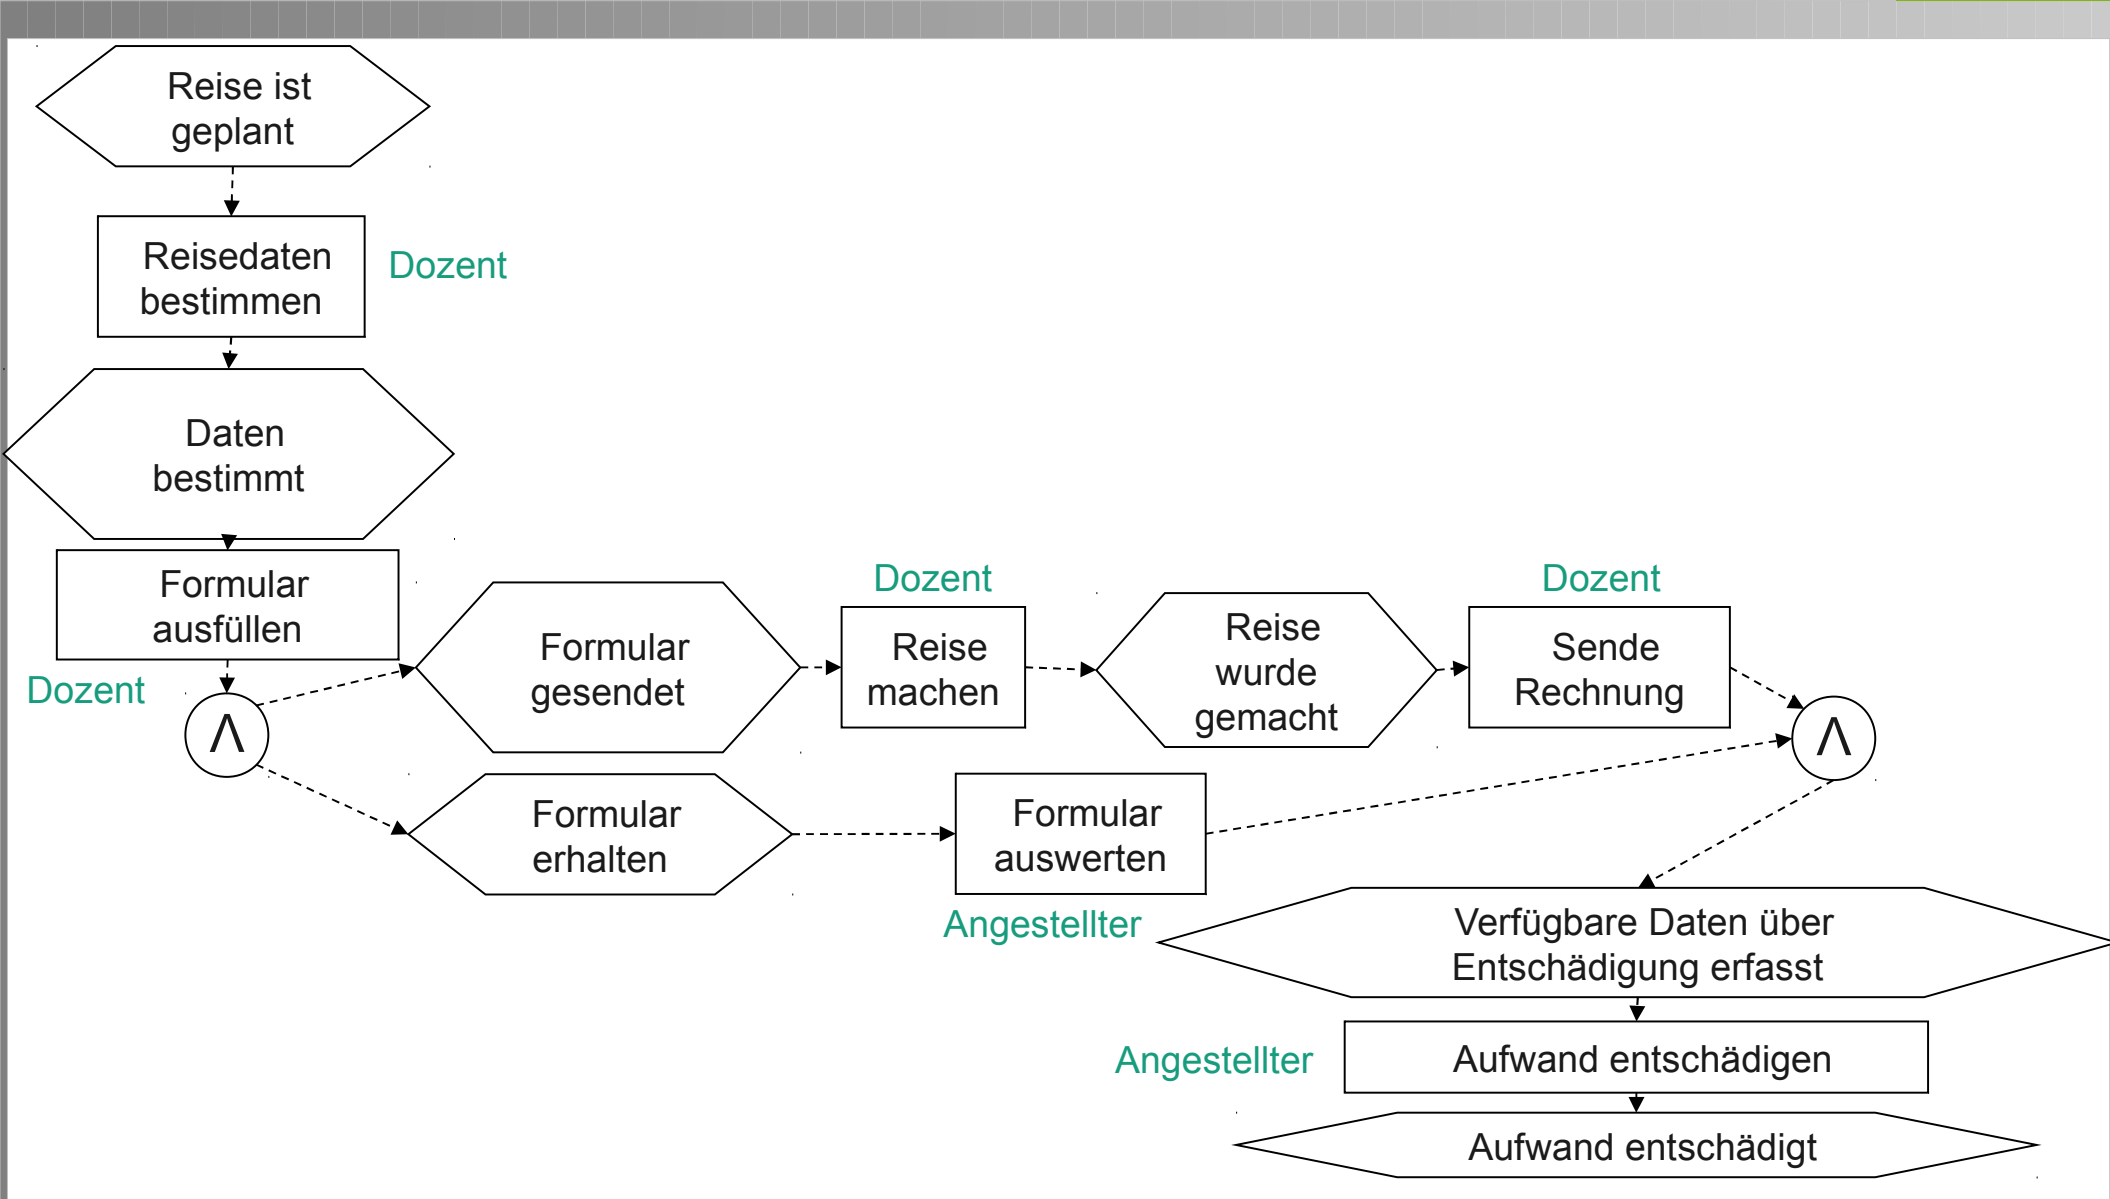 Reise ist
geplant
Reisedaten
bestimmen
Dozent
Daten
bestimmt
Formular
ausfüllen
Dozent
Λ
Formular
gesendet
Dozent
Reise
machen
Reise
wurde
gemacht
Dozent
Sende
Rechnung
Λ
Formular
erhalten
Formular
auswerten
Angestellter
Verfügbare Daten über
Entschädigung erfasst
Angestellter
Aufwand entschädigen
Aufwand entschädigt